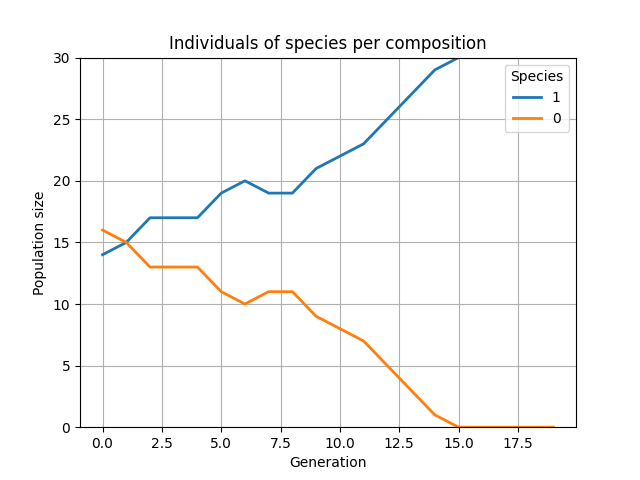 Individuals of species per composition
30
25
20
15
10
5
0
Population size
Species
1
0
0.0 2.5 5.0 7.5 10.0 12.5 15.0 17.5
Generation